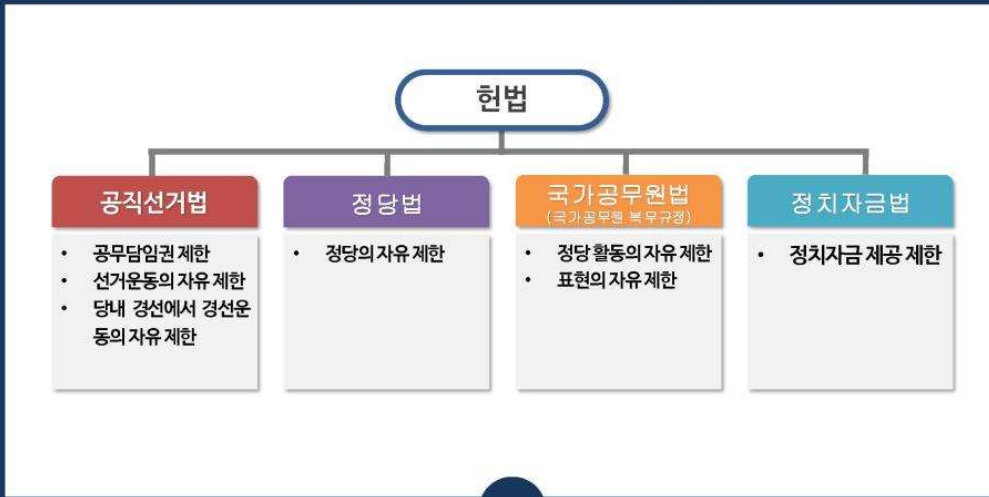 헌법
공직선거법
• 공무담임권 제한
• 선거운동의 자유 제한
• 당내 경선에서 경선운
동의 자유 제한
정당법
• 정당의 자유 제한
국가공무원법
(국가공무원 복무규정)
• 정당 활동의 자유 제한
• 표현의 자유 제한
정치자금법
• 정치자금 제공 제한